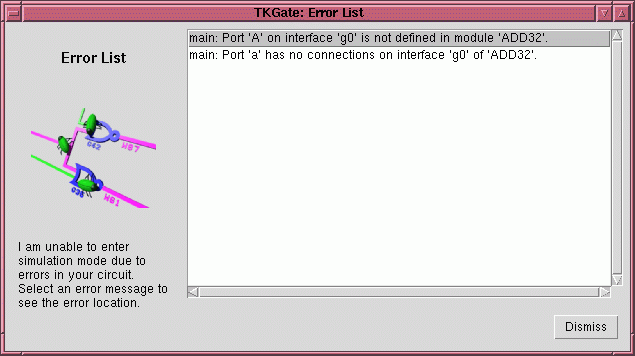 TKGate: Error List
Error List
main: Port 'A' on interface 'g0' is not defined in module 'ADD32'.
main: Port 'a' has no connections on interface 'g0' of 'ADD32'.
G42
W87
G38
W81
I am unable to enter
simulation mode due to
errors in your circuit.
Select an error message to
see the error location.
Dismiss